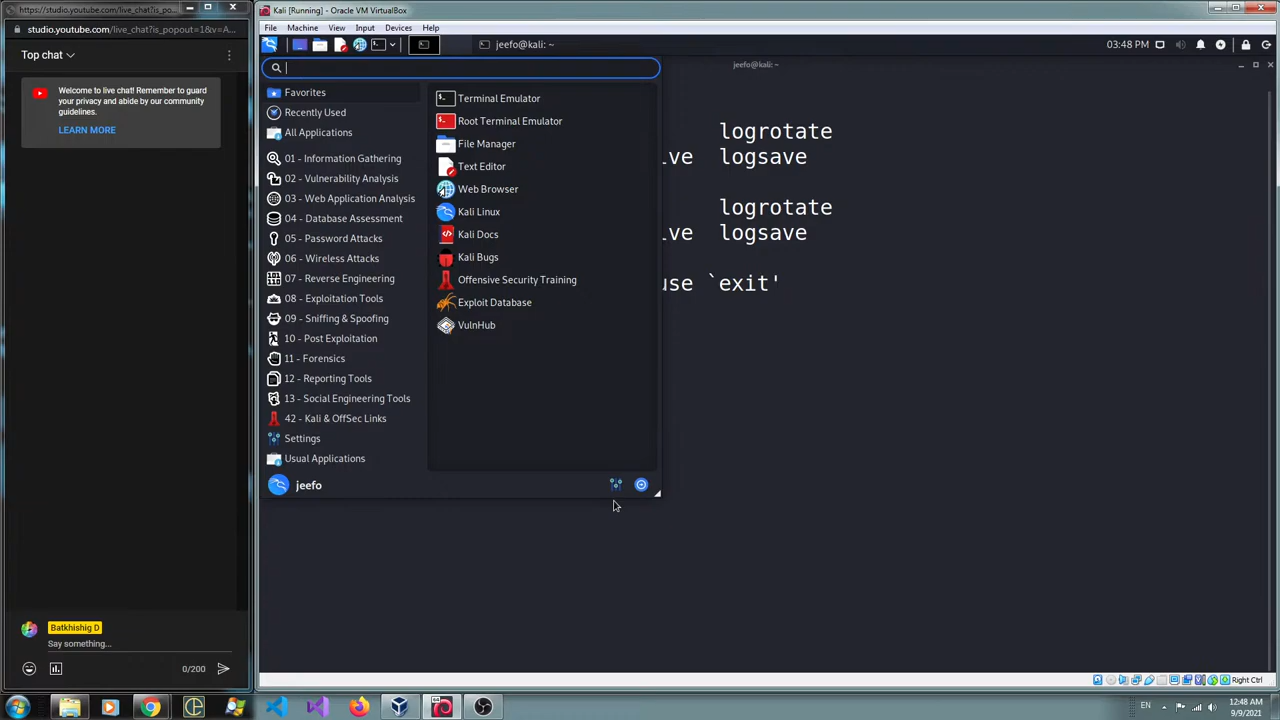 https://studio.youtube.com/live_chat?is_po...
studio.youtube.com/live_chat?is_popout=1&v=A...
Top chat
Welcome to live chat! Remember to guard
your privacy and abide by our community
guidelines.
LEARN MORE
Batkhishig D
Say something...
0/200
Kali [Running] - Oracle VM VirtualBox
File Machine View Input Devices Help
jeefo@kali: ~
03:48 PM
jeefo@kali: ~
Favorites
Recently Used
All Applications
01 - Information Gathering
02 - Vulnerability Analysis
03 - Web Application Analysis
04 - Database Assessment
05 - Password Attacks
06 - Wireless Attacks
07 - Reverse Engineering
08 - Exploitation Tools
09 - Sniffing & Spoofing
10 - Post Exploitation
11 - Forensics
12 - Reporting Tools
13 - Social Engineering Tools
42 - Kali & OffSec Links
Settings
Usual Applications
jeefo
Terminal Emulator
Root Terminal Emulator
File Manager
Text Editor
Web Browser
Kali Linux
Kali Docs
Kali Bugs
Offensive Security Training
Exploit Database
VulnHub
logrotate
ive logsave
logrotate
ive logsave
use `exit'
Right Ctrl
EN
12:48 AM
9/9/2021